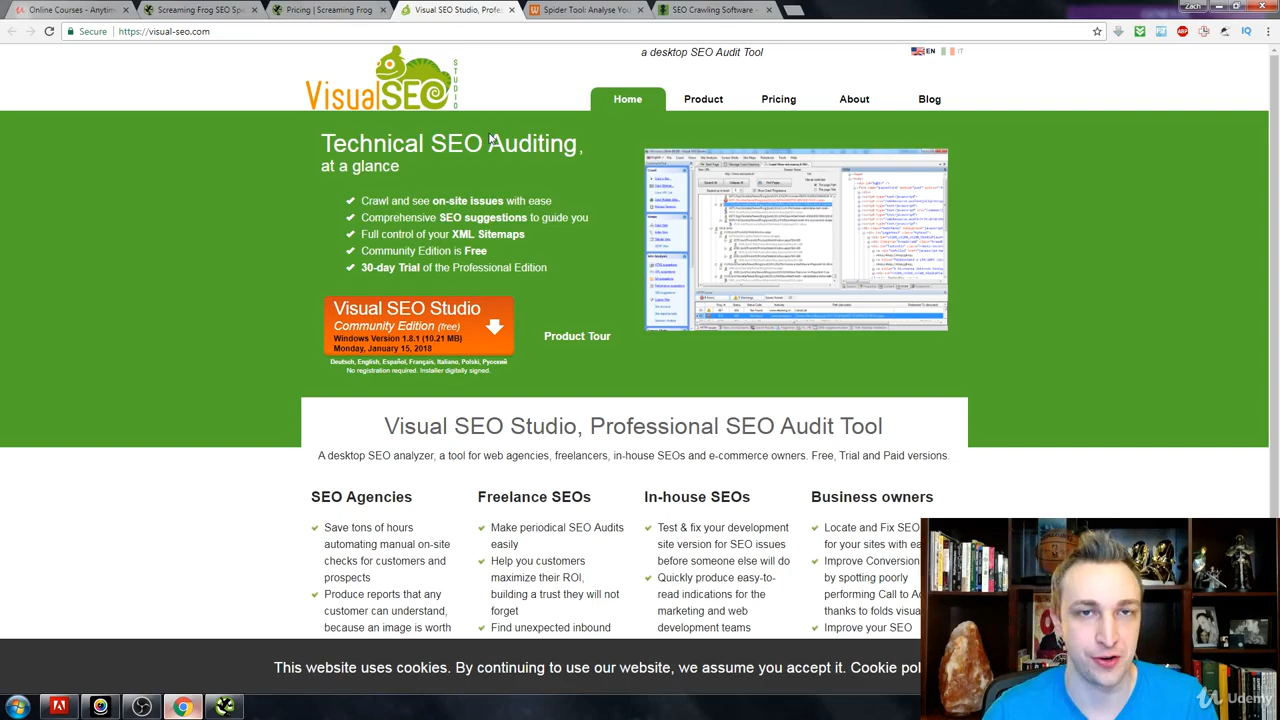 Online Courses - Anytim
Screaming Frog SEO Spi
Pricing | Screaming Frog
Visual SEO Studio, Profes
Spider Tool: Analyse You
SEO Crawling Software -
Zach
Secure
https://visual-seo.com
VisualSEO
STUDIO
a desktop SEO Audit Tool
EN
IT
Home
Product
Pricing
About
Blog
Technical SEO Auditing,
at a glance
Crawl and inspect unlimited websites
Comprehensive SEO suggestions to guide you
Full control of your XML Sitemaps
Community Edition
30-day Trial of the Professional Edition
Visual SEO Studio
Community Edition (free)
Windows Version 1.8.1 (10.21 MB)
Monday, January 15, 2018
Deutsch, English, Español, Français, Italiano, Polski, Русский
No registration required. Installer digitally signed.
Product Tour
Visual SEO Studio, Professional SEO Audit Tool
A desktop SEO analyzer, a tool for web agencies, freelancers, in-house SEOs and e-commerce owners. Free, Trial and Paid versions.
SEO Agencies
Save tons of hours
automating manual on-site
checks for customers and
prospects
Produce reports that any
customer can understand,
because an image is worth
Freelance SEOs
Make periodical SEO Audits
easily
Help you customers
maximize their ROI,
building a trust they will not
forget
Find unexpected inbound
In-house SEOs
Test & fix your development
site version for SEO issues
before someone else will do
Quickly produce easy-to-
read indications for the
marketing and web
development teams
Business owners
Locate and Fix SEO
for your sites with ea
Improve Conversion
by spotting poorly
performing Call to Ac
thanks to folds visua
Improve your SEO
This website uses cookies. By continuing to use our website, we assume you accept it. Cookie pol
Udemy